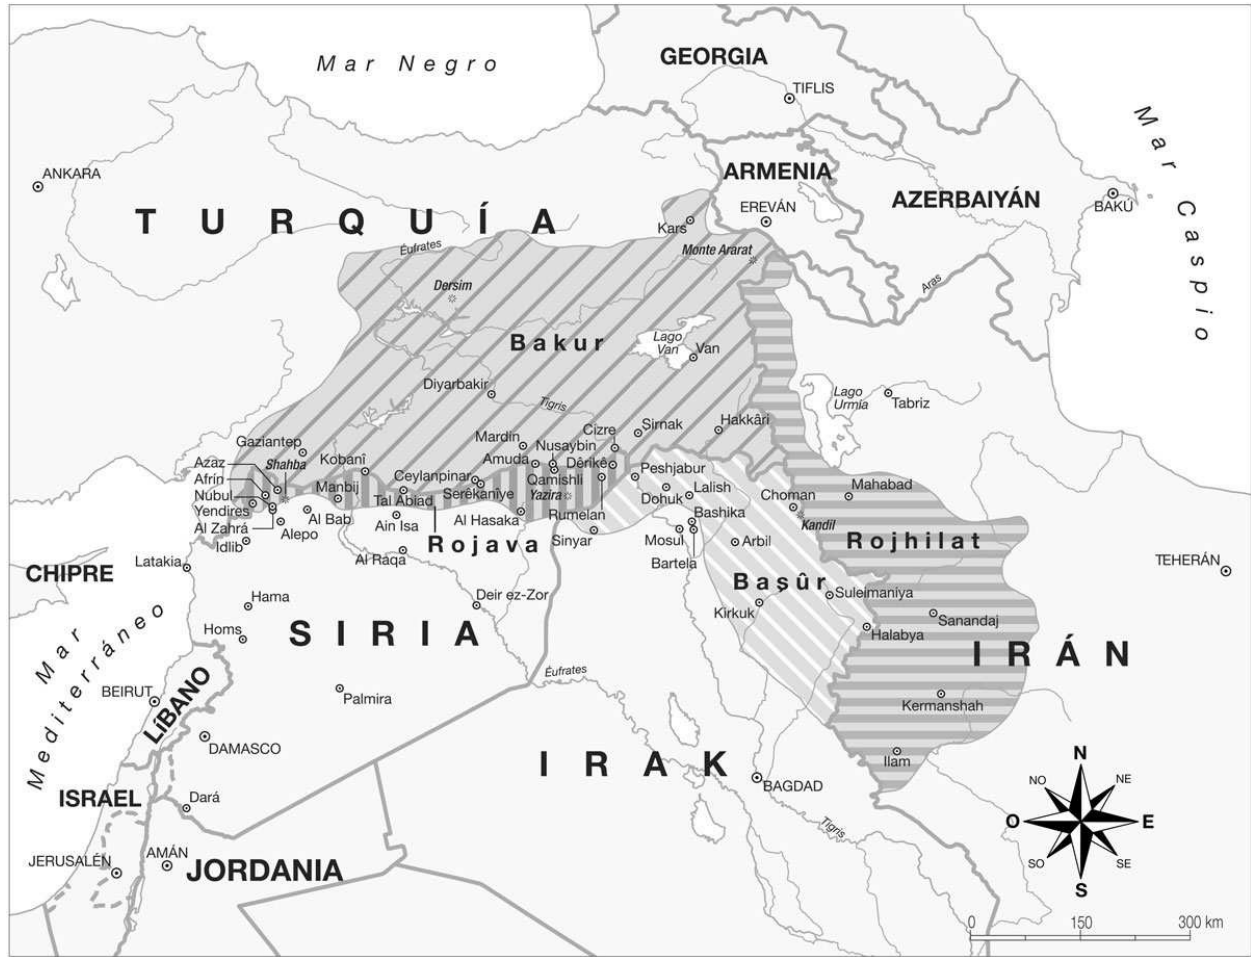 Mar Negro
GEORGIA
TIFLIS
Mar Caspio
ANKARA
ARMENIA
AZERBAIYÁN
BAKÚ
TURQUÍA
EREVÁN
Kars
Éufrates
Monte Ararat
Aras
Dersim
Bakur
Lago
Van
Van
Lago
Urmía
Tabriz
Diyarbakir
Tigris
Cizre
Sirnak
Hakkâri
Gaziantep
Mardin
Nusaybin
Azaz
Shahba
Kobanî
Amuda
Dêrikê
Peshjabur
Afrín
Manbij
Ceylanpinar
Qamishli
Lalish
Choman
Mahabad
Núbul
Tal Abiad
Serêkanîye
Yazira
Dohuk
Yendires
Al Bab
Al Hasaka
Rumelan
Bashika
Kandil
Al Zahrá
Alepo
Ain Isa
Rojava
Sinyar
Mosul
Arbil
Rojhilat
Idlib
Al Raqa
Bartela
Latakia
CHIPRE
TEHERÁN
Başûr
Hama
Deir ez-Zor
Kirkuk
Suleimaniya
Sanandaj
Homs
SIRIA
Halabya
IRÁN
Mar
Mediterráneo
BEIRUT
LÍBANO
Palmira
Éufrates
Kermanshah
DAMASCO
IRAK
Ilam
BAGDAD
ISRAEL
Dará
Tigris
JERUSALÉN
AMÁN
JORDANIA
N
NO
NE
O
E
SO
SE
S
0
150
300 km